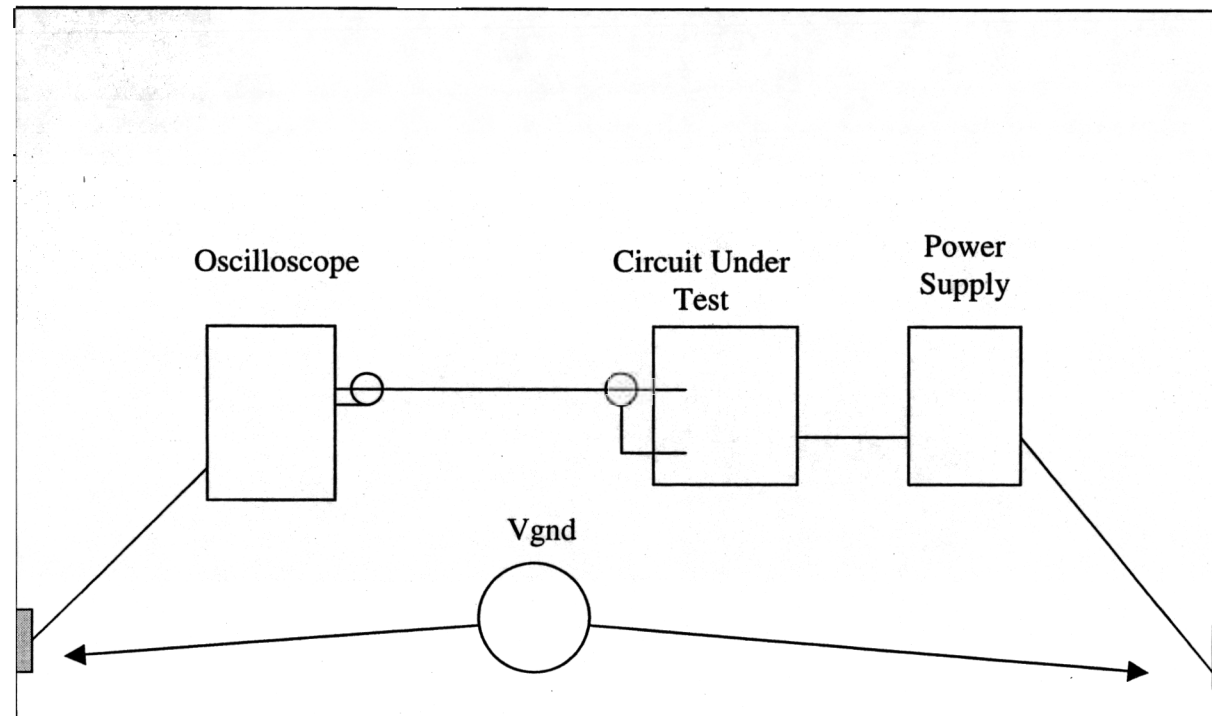 Oscilloscope
Circuit Under
Test
Power
Supply
Vgnd